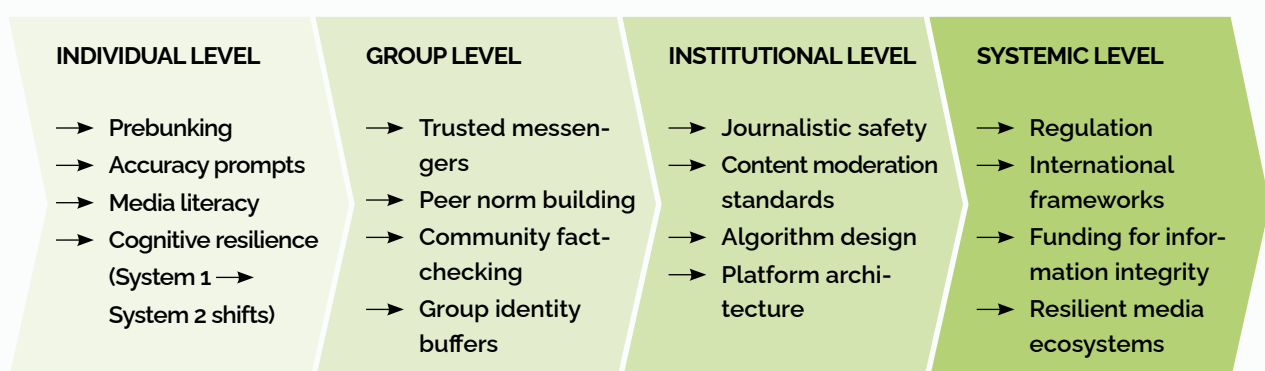 INDIVIDUAL LEVEL
→ Prebunking
→ Accuracy prompts
→ Media literacy
→ Cognitive resilience
(System 1 →
System 2 shifts)
GROUP LEVEL
→ Trusted messen-
gers
→ Peer norm building
→ Community fact-
checking
→ Group identity
buffers
INSTITUTIONAL LEVEL
→ Journalistic safety
→ Content moderation
standards
→ Algorithm design
→ Platform archi-
tecture
SYSTEMIC LEVEL
→ Regulation
→ International
frameworks
→ Funding for infor-
mation integrity
→ Resilient media
ecosystems